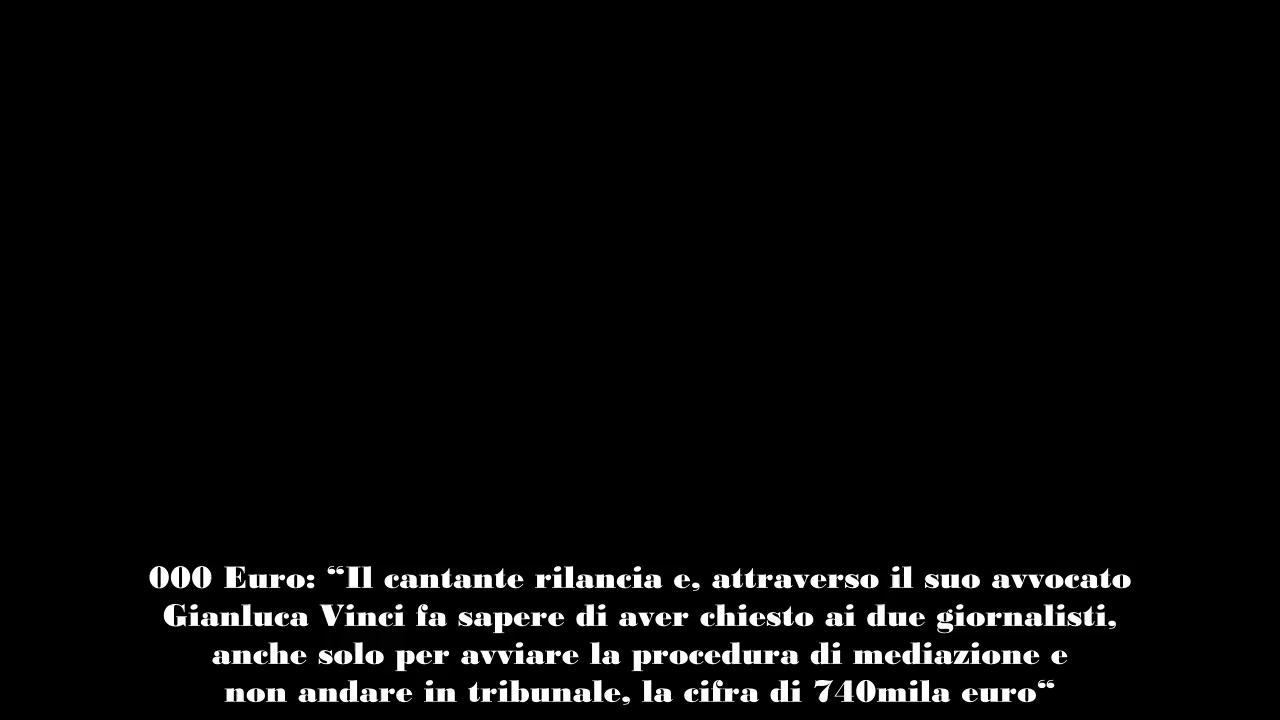 000 Euro: “Il cantante rilancia e, attraverso il suo avvocato
Gianluca Vinci fa sapere di aver chiesto ai due giornalisti,
anche solo per avviare la procedura di mediazione e
non andare in tribunale, la cifra di 740mila euro“